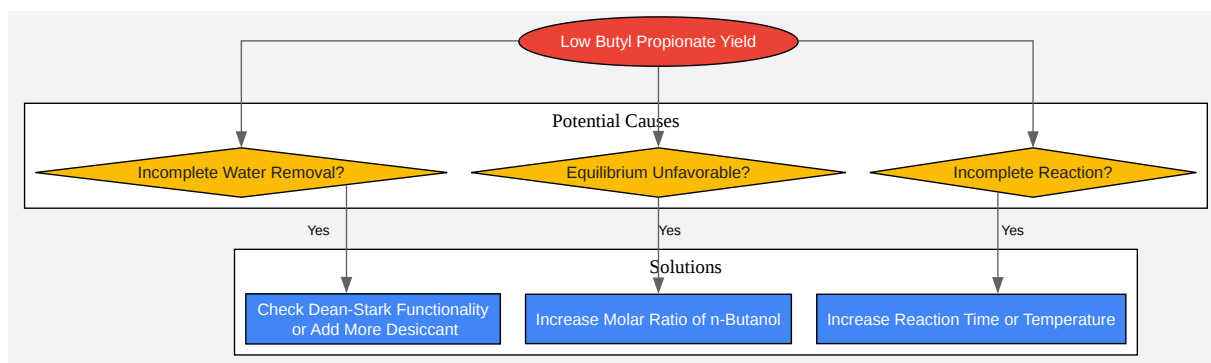 Low Butyl Propionate Yield
Potential Causes
Incomplete Water Removal?
Equilibrium Unfavorable?
Incomplete Reaction?
Yes
Yes
Yes
Solutions
Check Dean-Stark Functionality
or Add More Desiccant
Increase Molar Ratio of n-Butanol
Increase Reaction Time or Temperature